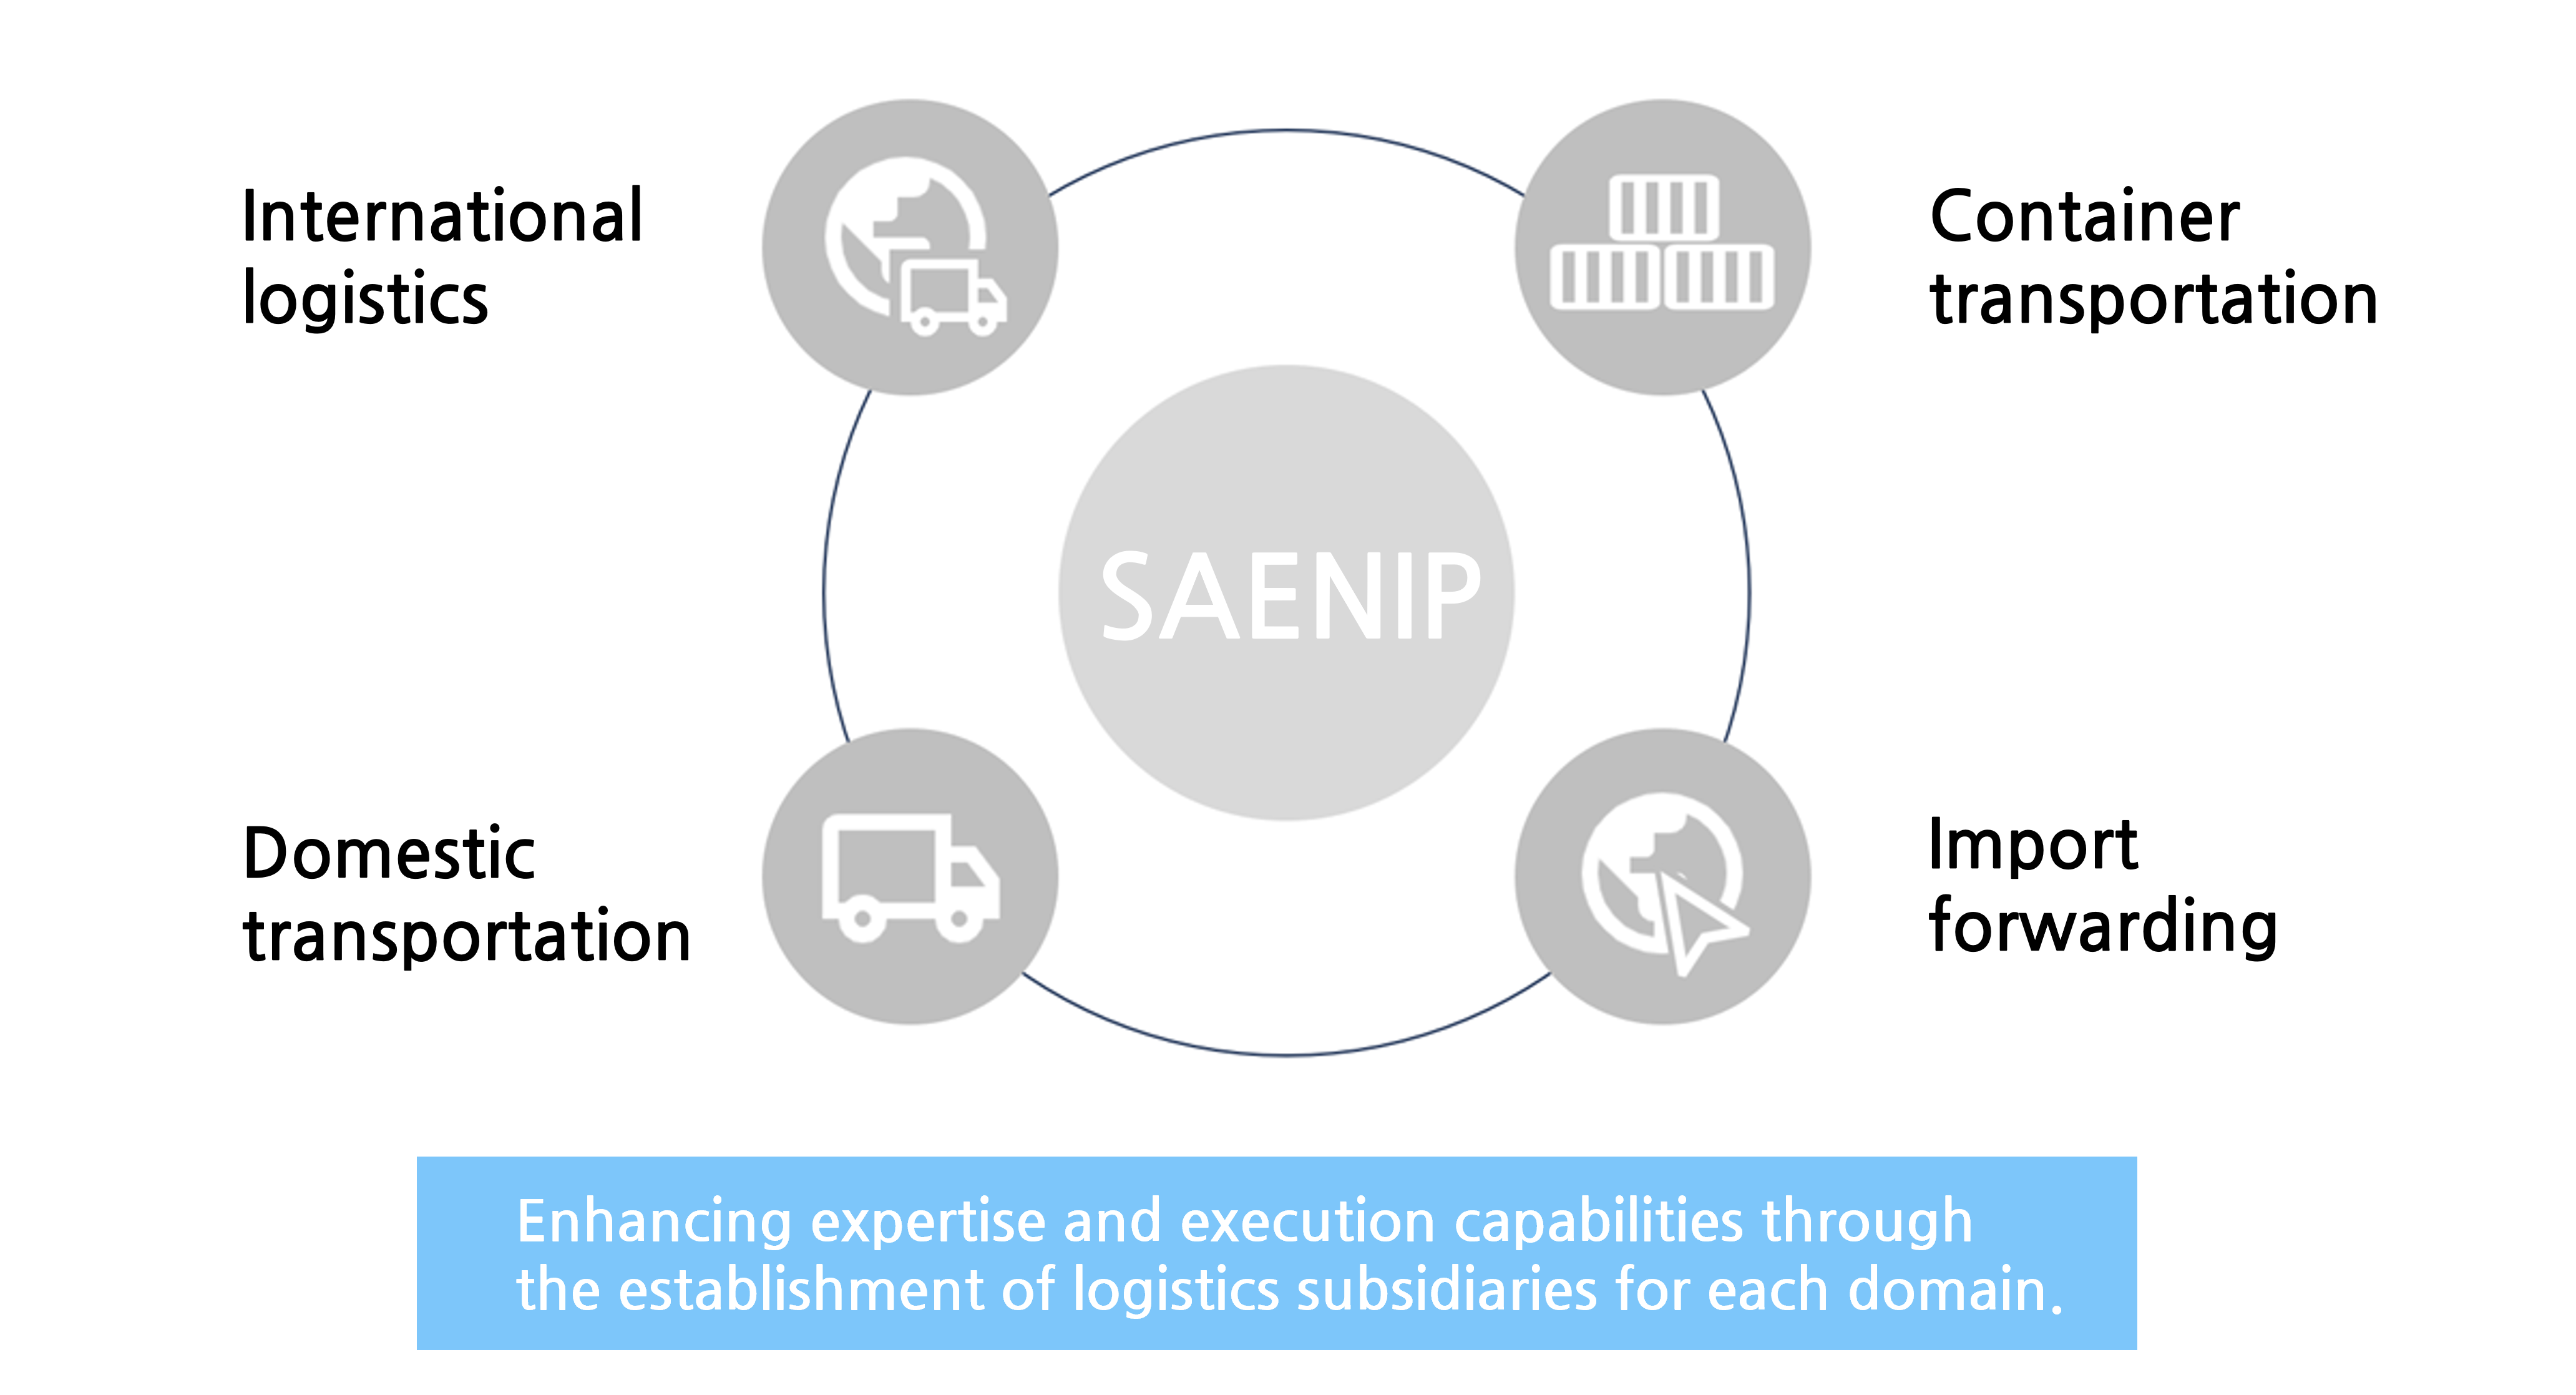 International
logistics
Container
transportation
SAENIP
Domestic
transportation
Import
forwarding
Enhancing expertise and execution capabilities through
the establishment of logistics subsidiaries for each domain.